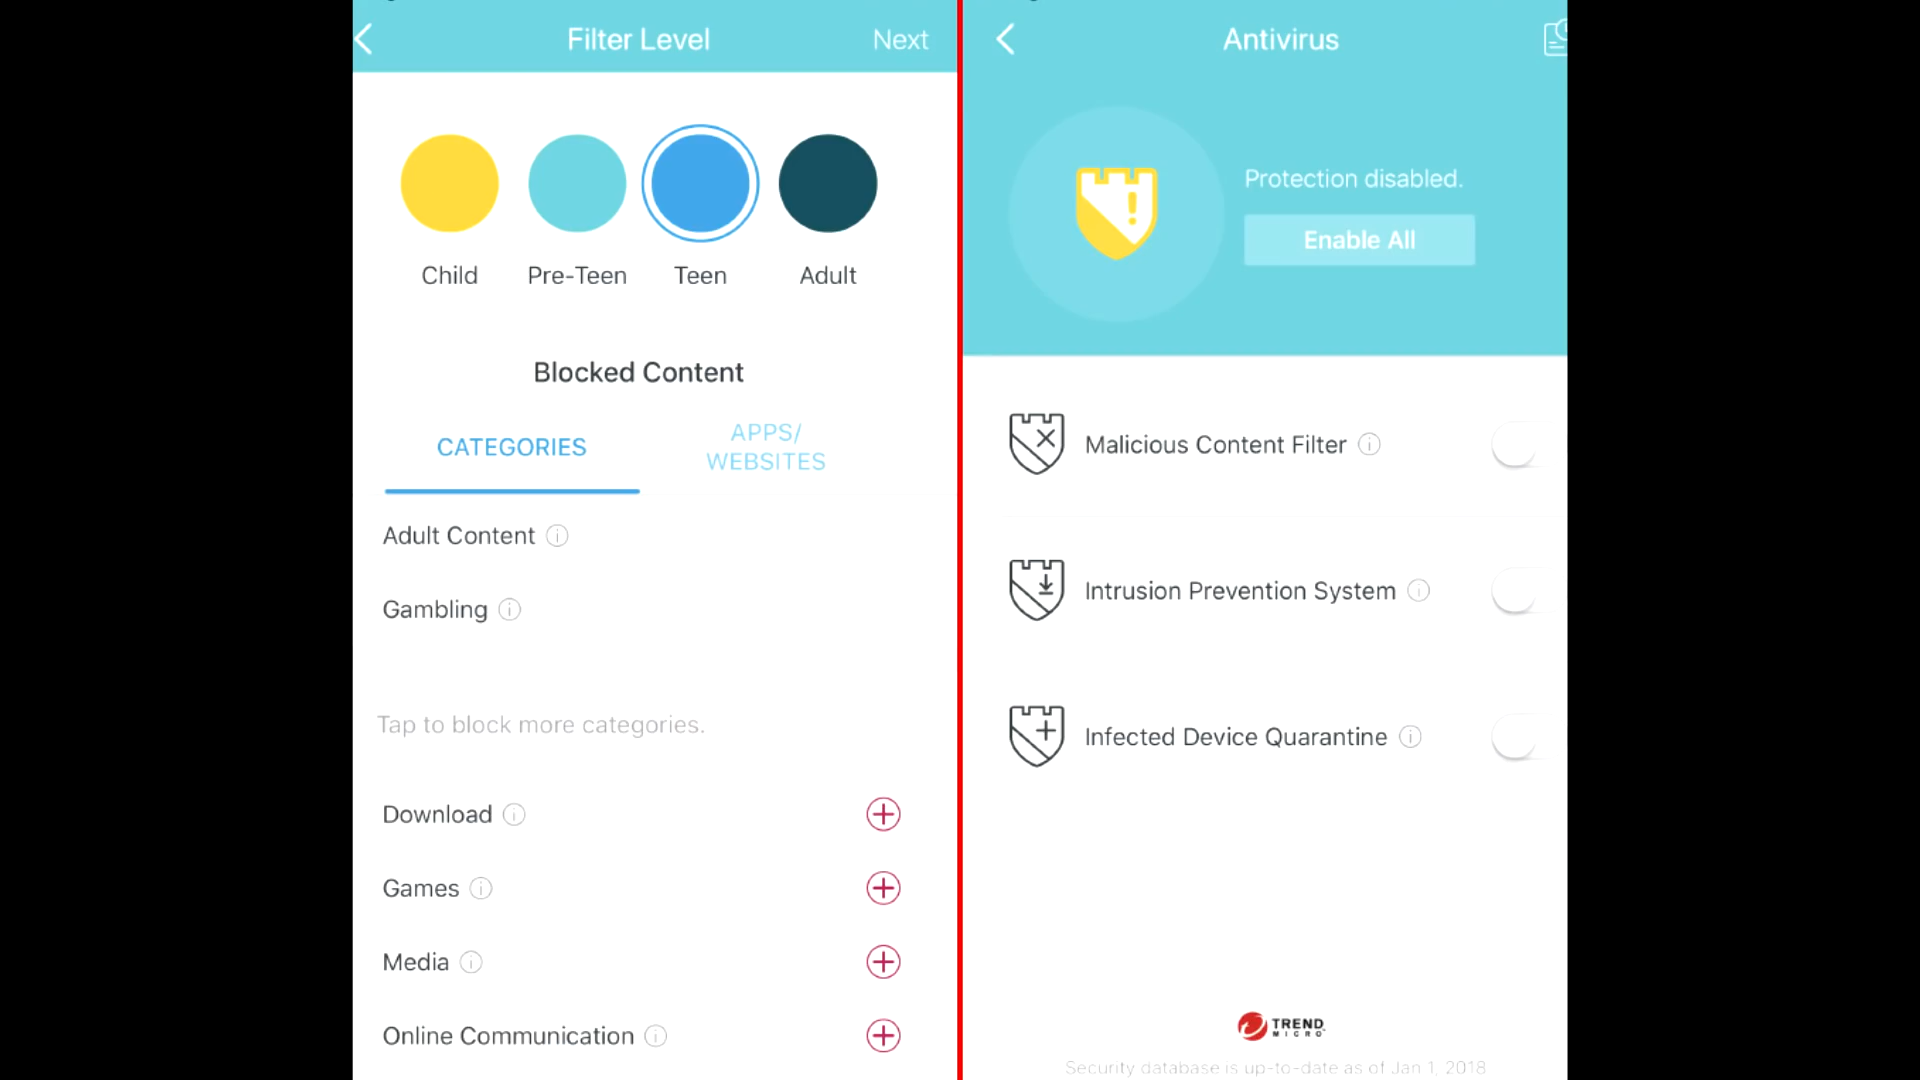 Filter Level
Next
Child
Pre-Teen
Teen
Adult
Blocked Content
CATEGORIES
APPS/
WEBSITES
Adult Content
Gambling
Tap to block more categories.
Download
Games
Media
Online Communication
Antivirus
Protection disabled.
Enable All
Malicious Content Filter
Intrusion Prevention System
Infected Device Quarantine
TREND
MICRO
Security database is up-to-date as of Jan 1, 2018